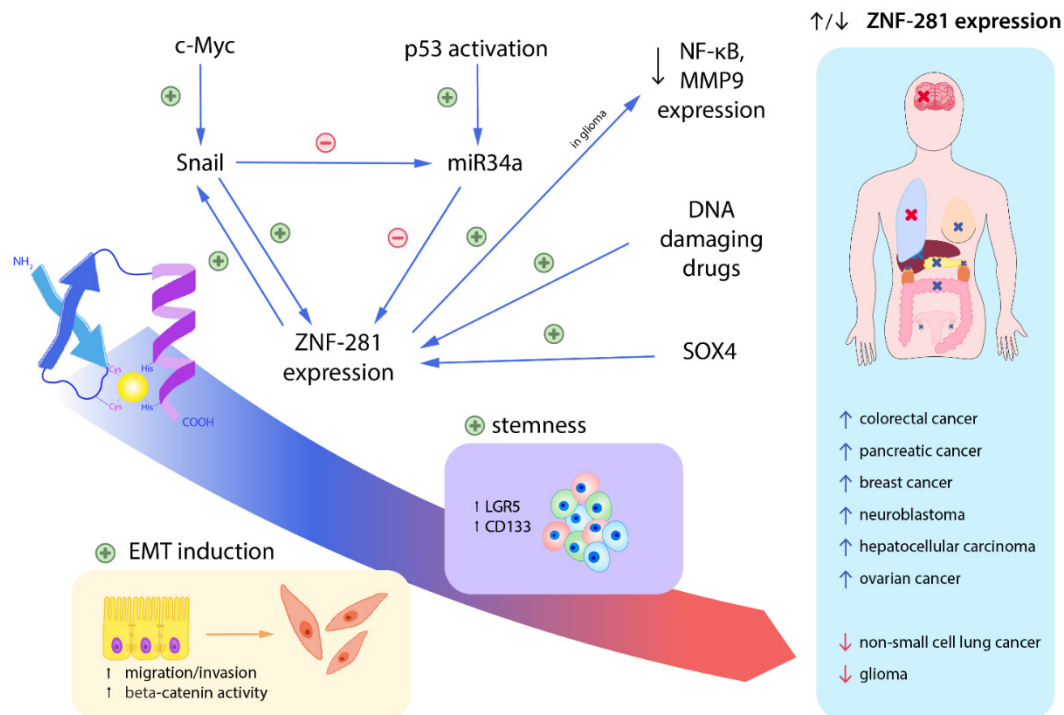 c-Myc
p53 activation
↓ NF-κB,
MMP9
expression
+
+
in glioma
−
Snail
miR34a
+
+
−
+
DNA
damaging
drugs
+
ZNF-281
expression
+
SOX4
NH2
Cys
His
Cys
His
COOH
+ stemness
↑ LGR5
↑ CD133
+ EMT induction
↑ migration/invasion
↑ beta-catenin activity
↑/↓ ZNF-281 expression
↑ colorectal cancer
↑ pancreatic cancer
↑ breast cancer
↑ neuroblastoma
↑ hepatocellular carcinoma
↑ ovarian cancer
↓ non-small cell lung cancer
↓ glioma